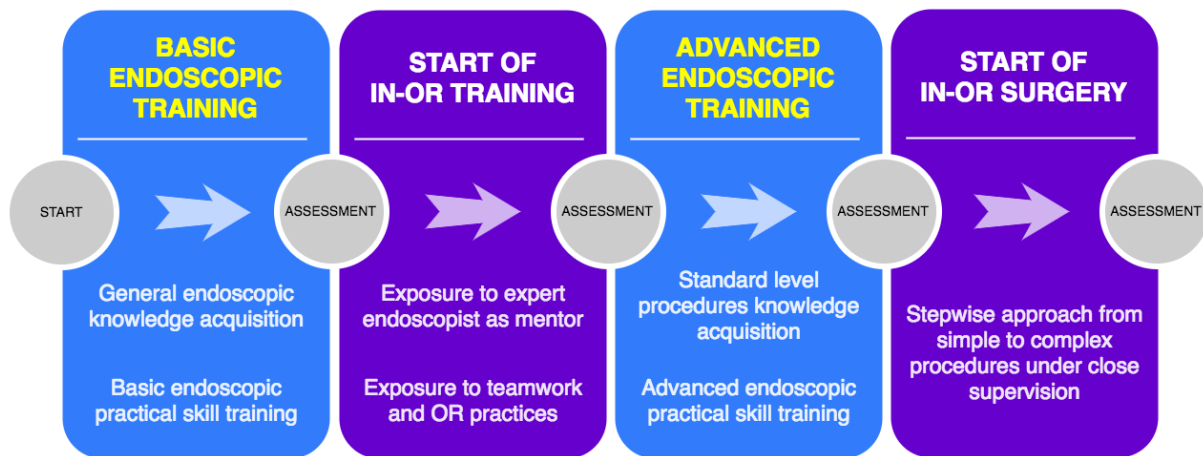 BASIC
ENDOSCOPIC
TRAINING
START OF
IN-OR TRAINING
ADVANCED
ENDOSCOPIC
TRAINING
START OF
IN-OR SURGERY
START
ASSESSMENT
ASSESSMENT
ASSESSMENT
ASSESSMENT
General endoscopic
knowledge acquisition
Basic endoscopic
practical skill training
Exposure to expert
endoscopist as mentor
Exposure to teamwork
and OR practices
Standard level
procedures knowledge
acquisition
Advanced endoscopic
practical skill training
Stepwise approach from
simple to complex
procedures under close
supervision